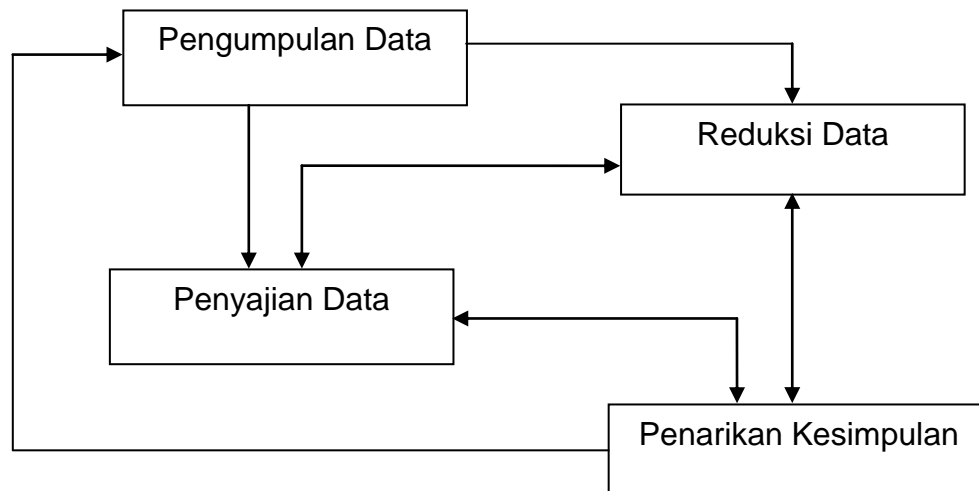 Pengumpulan Data
Reduksi Data
Penyajian Data
Penarikan Kesimpulan